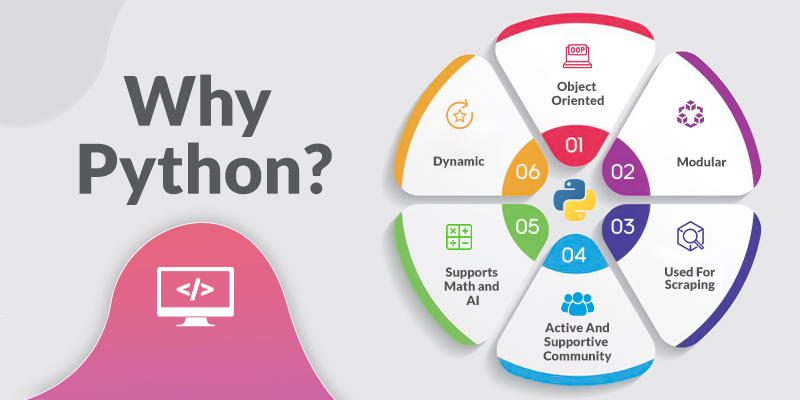 Why
Python?
</>
OOP
Object
Oriented
01
Modular
02
Used For
Scraping
03
Active And
Supportive
Community
04
Supports
Math and
AI
05
Dynamic
06